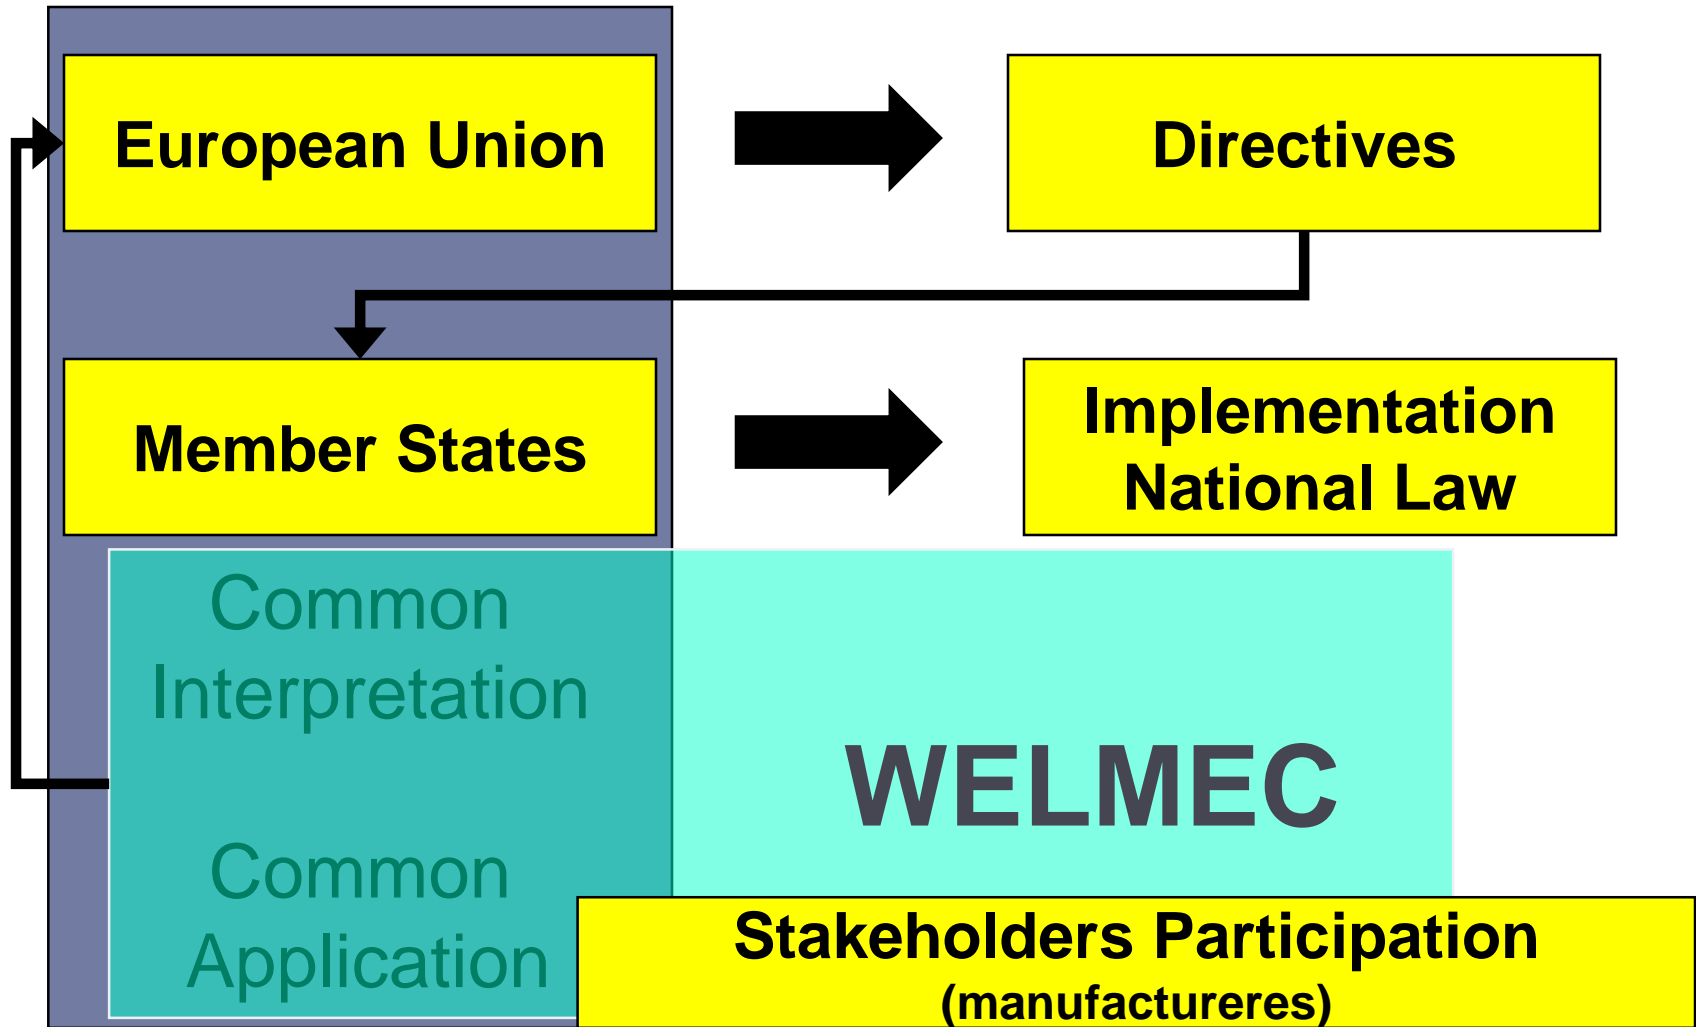 European Union
Directives
Member States
Implementation
National Law
Common
Interpretation
WELMEC
Common
Application
Stakeholders Participation
(manufactureres)